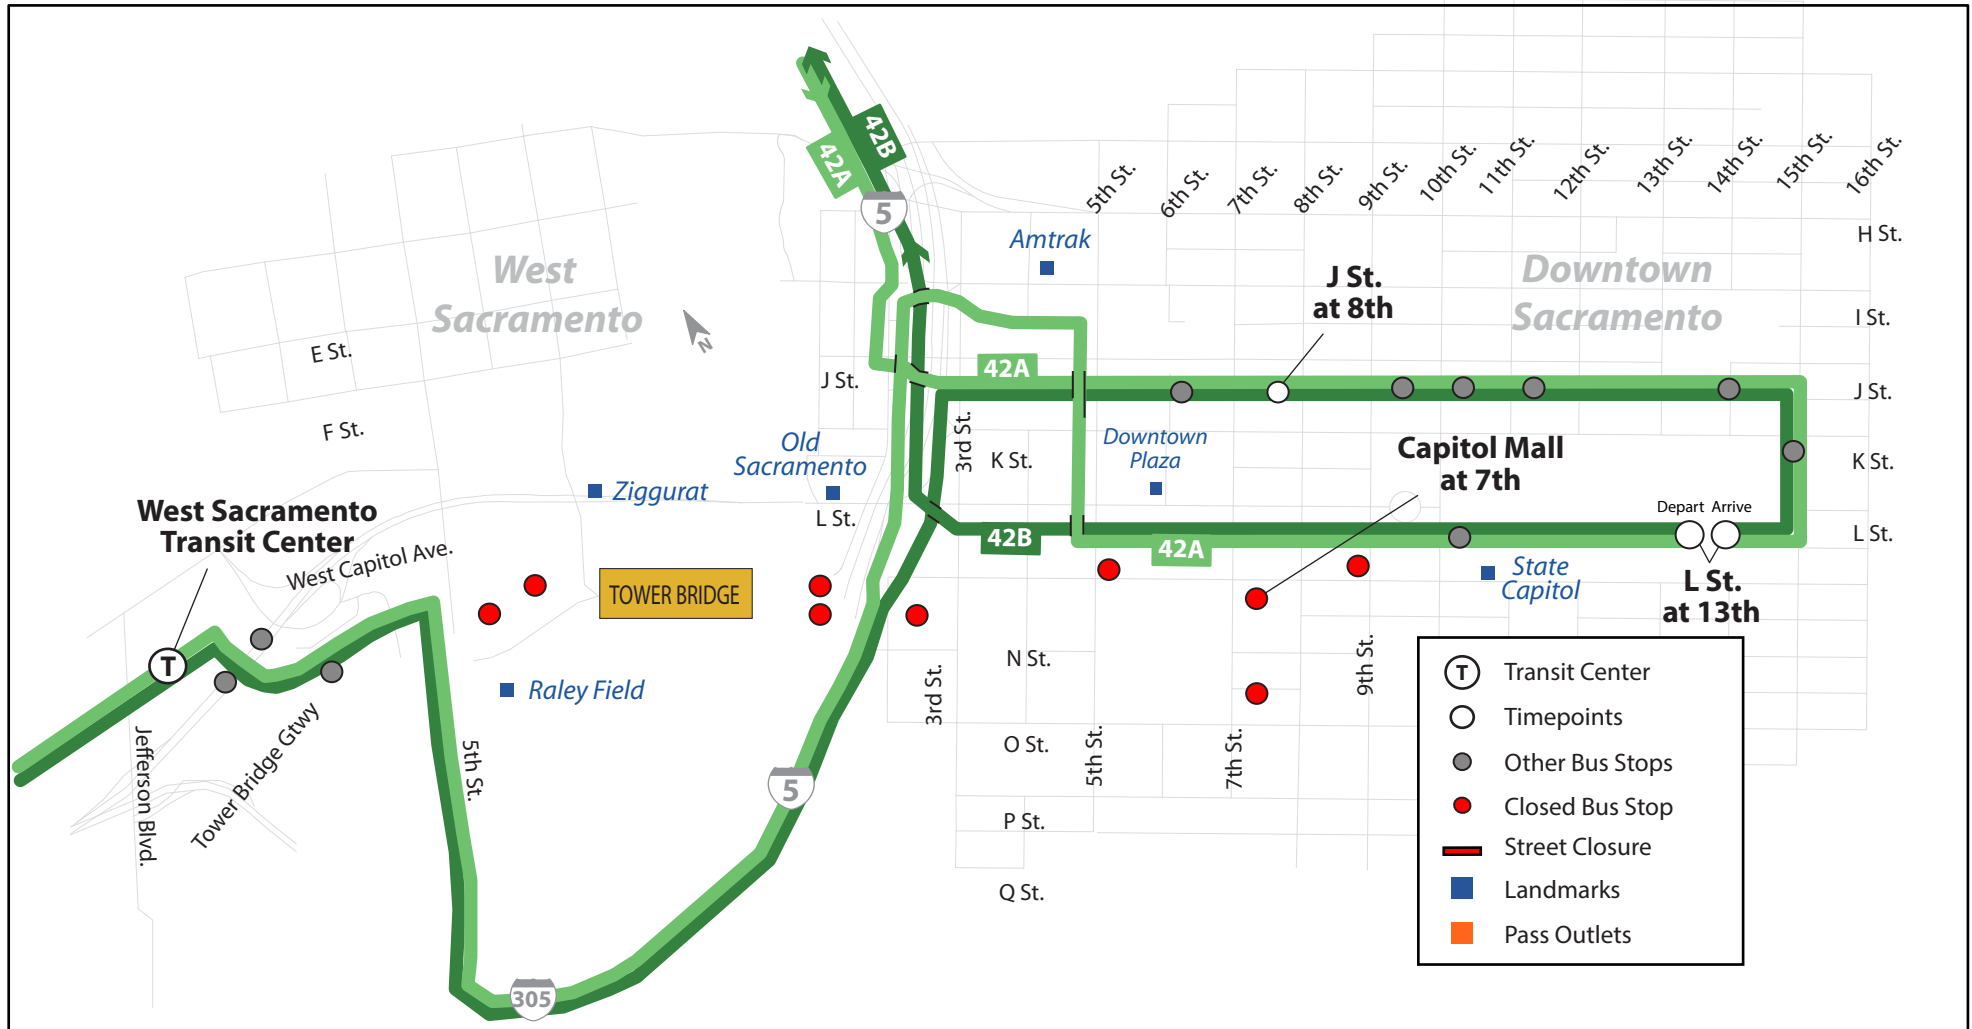 42B
42A
5
5th St.
6th St.
7th St.
8th St.
9th St.
10th St.
11th St.
12th St.
13th St.
14th St.
15th St.
16th St.
H St.
Amtrak
West
Sacramento
Downtown
Sacramento
J St.
at 8th
N
I St.
E St.
J St.
42A
J St.
F St.
3rd St.
Old
Sacramento
K St.
Downtown
Plaza
Capitol Mall
at 7th
K St.
Ziggurat
West Sacramento
Transit Center
L St.
Depart
Arrive
L St.
42B
42A
West Capitol Ave.
TOWER BRIDGE
State
Capitol
L St.
at 13th
T
N St.
9th St.
3rd St.
Raley Field
Jefferson Blvd.
Tower Bridge Gtwy
5th St.
5
O St.
5th St.
7th St.
P St.
Q St.
305
T
Transit Center
Timepoints
Other Bus Stops
Closed Bus Stop
Street Closure
Landmarks
Pass Outlets